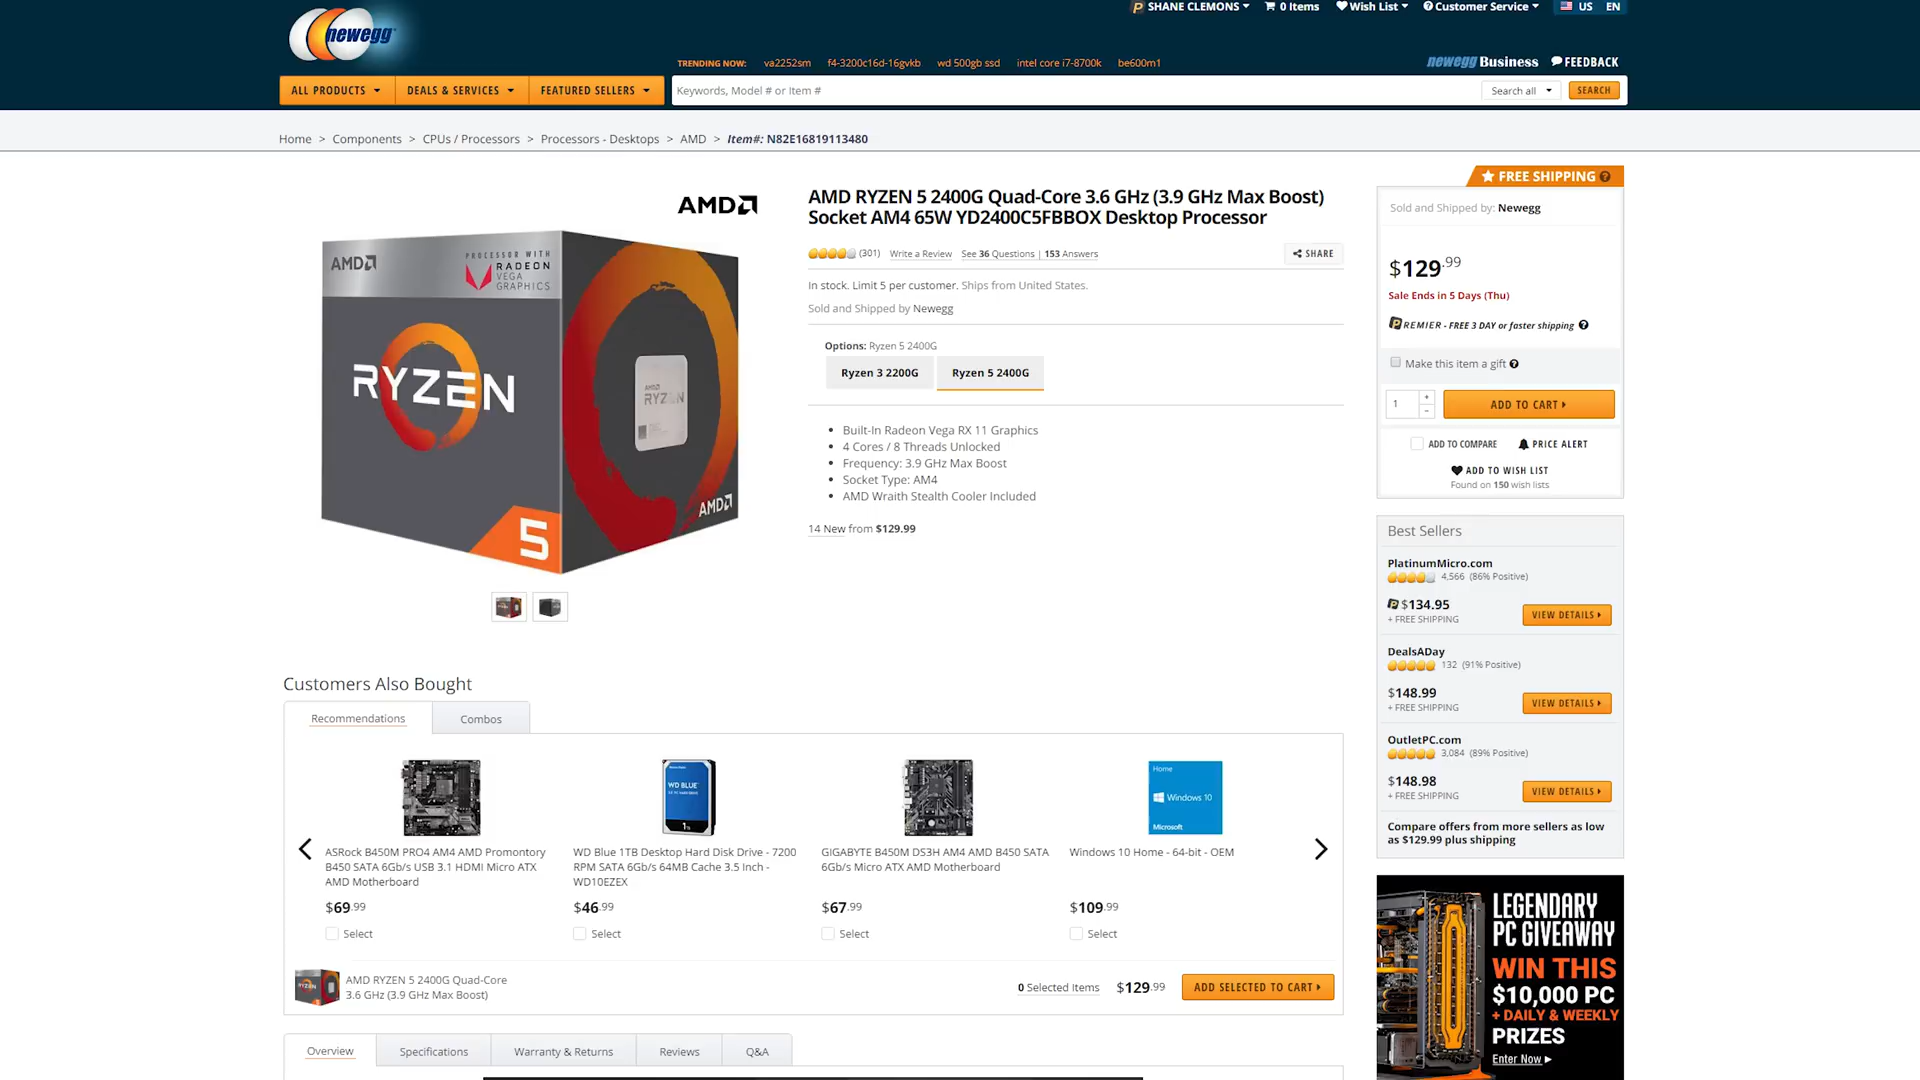 SHANE CLEMONS
0 Items
Wish List
Customer Service
US
EN
newegg
TRENDING NOW:
va2252sm
f4-3200c16d-16gvkb
wd 500gb ssd
intel core i7-8700k
be600m1
newegg Business
FEEDBACK
ALL PRODUCTS
DEALS & SERVICES
FEATURED SELLERS
Keywords, Model # or Item #
Search all
SEARCH
Home > Components > CPUs / Processors > Processors - Desktops > AMD > Item#: N82E16819113480
AMD
AMD
PROCESSOR WITH
RADEON
VEGA
GRAPHICS
RYZEN
AMD
RYZEN
AMD
5
AMD RYZEN 5 2400G Quad-Core 3.6 GHz (3.9 GHz Max Boost)
Socket AM4 65W YD2400C5FBBOX Desktop Processor
(301) Write a Review See 36 Questions | 153 Answers
SHARE
In stock. Limit 5 per customer. Ships from United States.
Sold and Shipped by Newegg
Options: Ryzen 5 2400G
Ryzen 3 2200G
Ryzen 5 2400G
Built-In Radeon Vega RX 11 Graphics
4 Cores / 8 Threads Unlocked
Frequency: 3.9 GHz Max Boost
Socket Type: AM4
AMD Wraith Stealth Cooler Included
14 New from $129.99
FREE SHIPPING
Sold and Shipped by: Newegg
$129.99
Sale Ends in 5 Days (Thu)
PREMIER - FREE 3 DAY or faster shipping
Make this item a gift
1
ADD TO CART
ADD TO COMPARE
PRICE ALERT
ADD TO WISH LIST
Found on 150 wish lists
Best Sellers
PlatinumMicro.com
4,566 (86% Positive)
$134.95
+ FREE SHIPPING
VIEW DETAILS
DealsADay
132 (91% Positive)
$148.99
+ FREE SHIPPING
VIEW DETAILS
OutletPC.com
3,084 (89% Positive)
$148.98
+ FREE SHIPPING
VIEW DETAILS
Compare offers from more sellers as low
as $129.99 plus shipping
Customers Also Bought
Recommendations
Combos
WD BLUE
1TB
Home
Windows 10
Microsoft
ASRock B450M PRO4 AM4 AMD Promontory
B450 SATA 6Gb/s USB 3.1 HDMI Micro ATX
AMD Motherboard
$69.99
Select
WD Blue 1TB Desktop Hard Disk Drive - 7200
RPM SATA 6Gb/s 64MB Cache 3.5 Inch -
WD10EZEX
$46.99
Select
GIGABYTE B450M DS3H AM4 AMD B450 SATA
6Gb/s Micro ATX AMD Motherboard
$67.99
Select
Windows 10 Home - 64-bit - OEM
$109.99
Select
AMD RYZEN 5 2400G Quad-Core
3.6 GHz (3.9 GHz Max Boost)
0 Selected Items
$129.99
ADD SELECTED TO CART
Overview
Specifications
Warranty & Returns
Reviews
Q&A
LEGENDARY
PC GIVEAWAY
WIN THIS
$10,000 PC
+ DAILY & WEEKLY
PRIZES
Enter Now